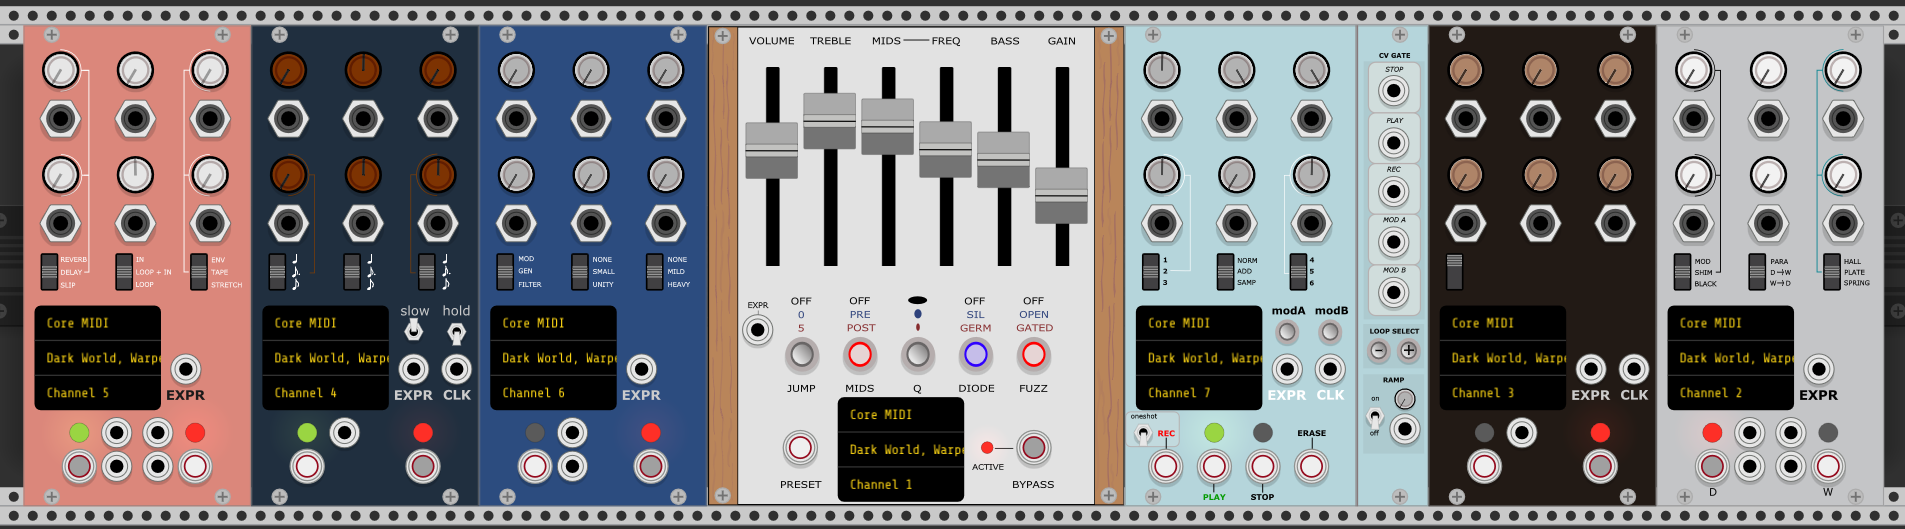 REVERB
DELAY
SLIP
IN
LOOP + IN
LOOP
ENV
TAPE
STRETCH
Core MIDI
Dark World, Warpe
Channel 5
EXPR
slow
hold
Core MIDI
Dark World, Warpe
Channel 4
EXPR
CLK
MOD
GEN
FILTER
NONE
SMALL
UNITY
NONE
MILD
HEAVY
Core MIDI
Dark World, Warpe
Channel 6
EXPR
VOLUME
TREBLE
MIDS
FREQ
BASS
GAIN
EXPR
OFF
0
5
OFF
PRE
POST
OFF
SIL
GERM
OFF
OPEN
GATED
JUMP
MIDS
Q
DIODE
FUZZ
Core MIDI
Dark World, Warpe
Channel 1
PRESET
ACTIVE
BYPASS
1
2
3
NORM
ADD
SAMP
4
5
6
Core MIDI
Dark World, Warpe
Channel 7
modA
modB
EXPR
CLK
oneshot
REC
PLAY
STOP
ERASE
CV GATE
STOP
PLAY
REC
MOD A
MOD B
LOOP SELECT
RAMP
on
off
Core MIDI
Dark World, Warpe
Channel 3
EXPR
CLK
MOD
SHIM
BLACK
PARA
D→W
W→D
HALL
PLATE
SPRING
Core MIDI
Dark World, Warpe
Channel 2
EXPR
D
W